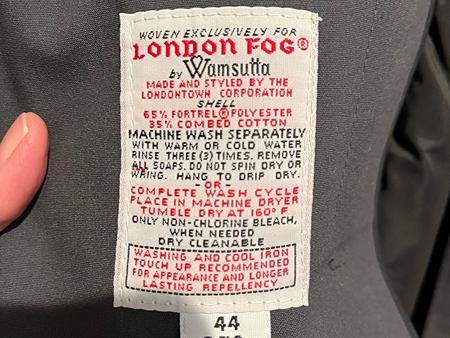 WOVEN EXCLUSIVELY FOR
LONDON FOG®
by Wamsutta
MADE AND STYLED BY THE
LONDONTOWN CORPORATION
SHELL
65% FORTREL® POLYESTER
35% COMBED COTTON
MACHINE WASH SEPARATELY
WITH WARM OR COLD WATER
RINSE THREE (3) TIMES. REMOVE
ALL SOAPS. DO NOT SPIN DRY OR
WRING. HANG TO DRIP DRY.
-OR-
COMPLETE WASH CYCLE
PLACE IN MACHINE DRYER
TUMBLE DRY AT 160° F
ONLY NON-CHLORINE BLEACH,
WHEN NEEDED
DRY CLEANABLE
WASHING AND COOL IRON
TOUCH UP RECOMMENDED
FOR APPEARANCE AND LONGER
LASTING REPELLENCY
44